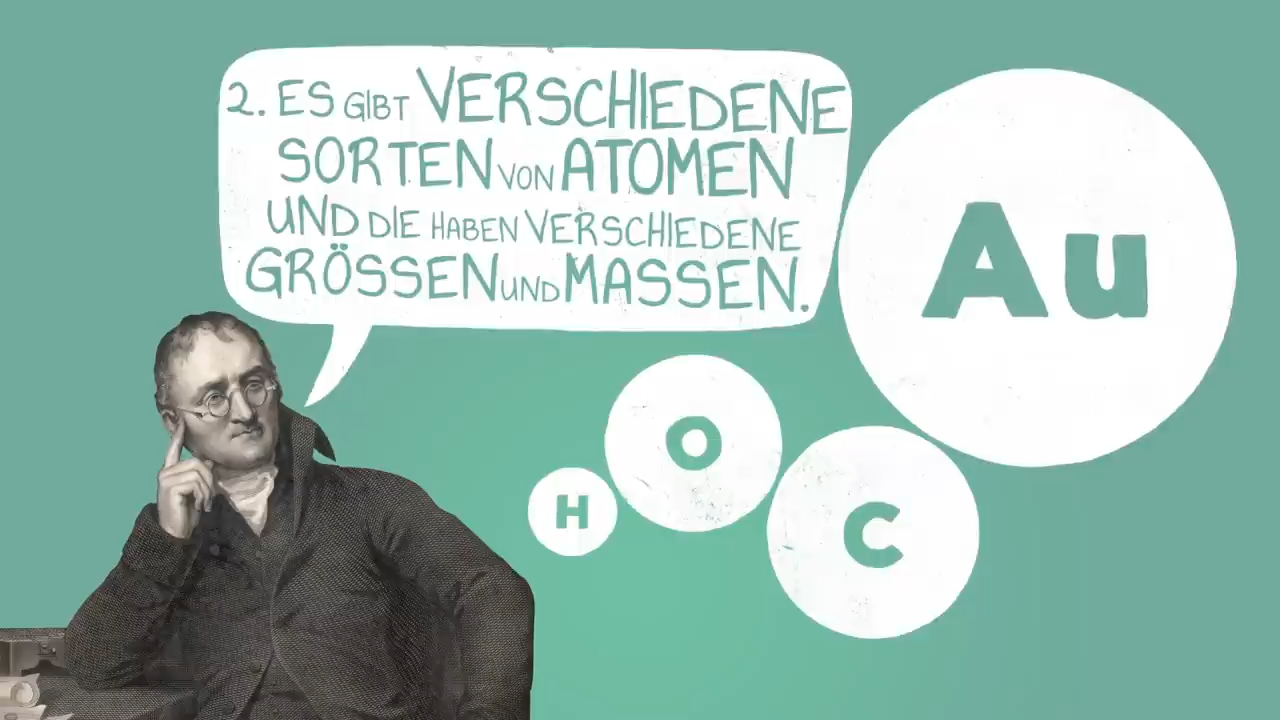 2. ES GIBT VERSCHIEDENE
SORTEN VON ATOMEN
UND DIE HABEN VERSCHIEDENE
GRÖSSEN UND MASSEN.
Au
O
H
C